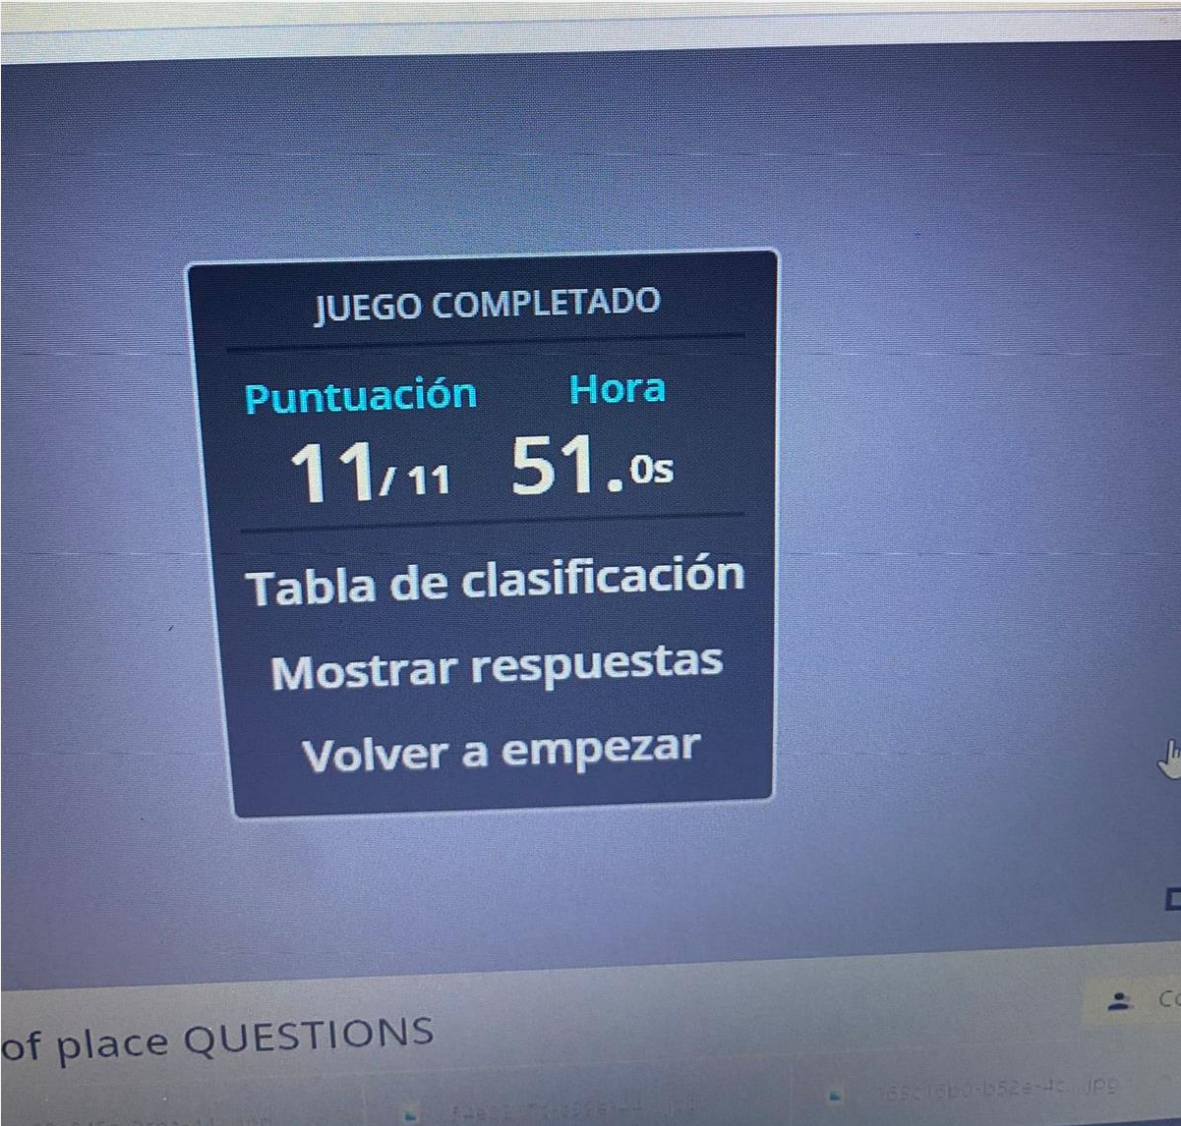 JUEGO COMPLETADO
Puntuación Hora
11/ 11 51.0s
Tabla de clasificación
Mostrar respuestas
Volver a empezar
of place QUESTIONS